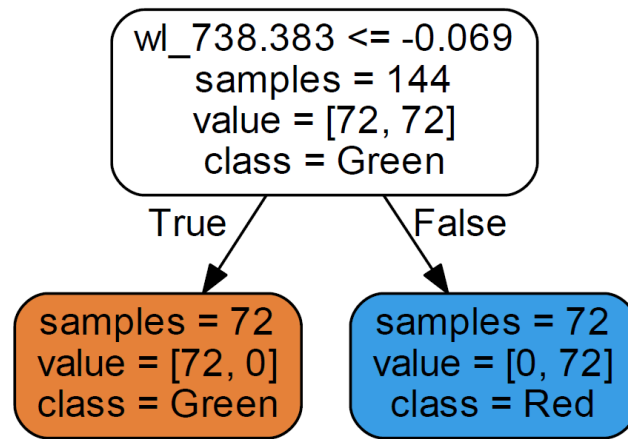 wl_738.383 <= -0.069
samples = 144
value = [72, 72]
class = Green
True
False
samples = 72
value = [72, 0]
class = Green
samples = 72
value = [0, 72]
class = Red